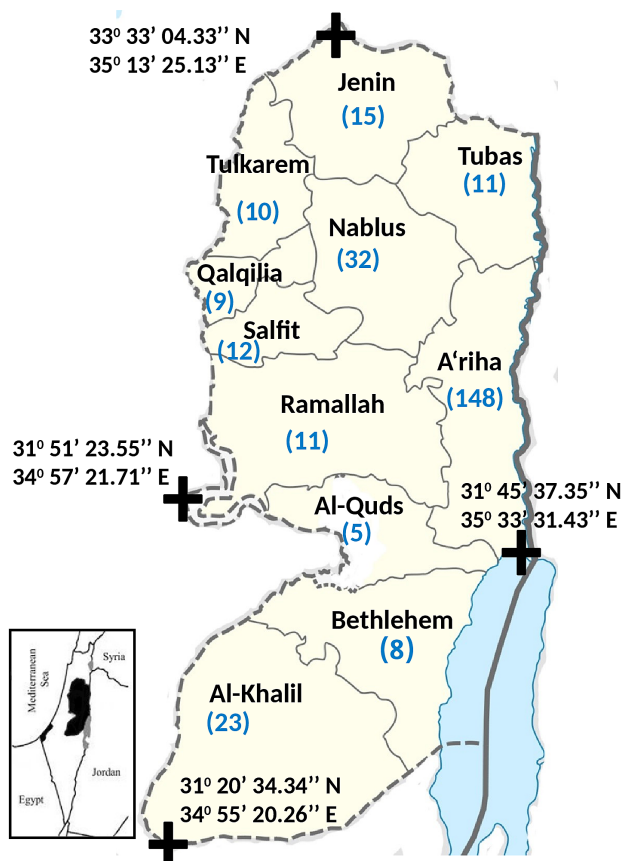 33⁰ 33’ 04.33’’ N
35⁰ 13’ 25.13’’ E
Jenin
(15)
Tulkarem
(10)
Tubas
(11)
Nablus
(32)
Qalqilia
(9)
Salfit
(12)
A‘riha
(148)
Ramallah
(11)
31⁰ 51’ 23.55’’ N
34⁰ 57’ 21.71’’ E
31⁰ 45’ 37.35’’ N
35⁰ 33’ 31.43’’ E
Al-Quds
(5)
Bethlehem
(8)
Al-Khalil
(23)
31⁰ 20’ 34.34’’ N
34⁰ 55’ 20.26’’ E
Mediterranean
Sea
Syria
Jordan
Egypt